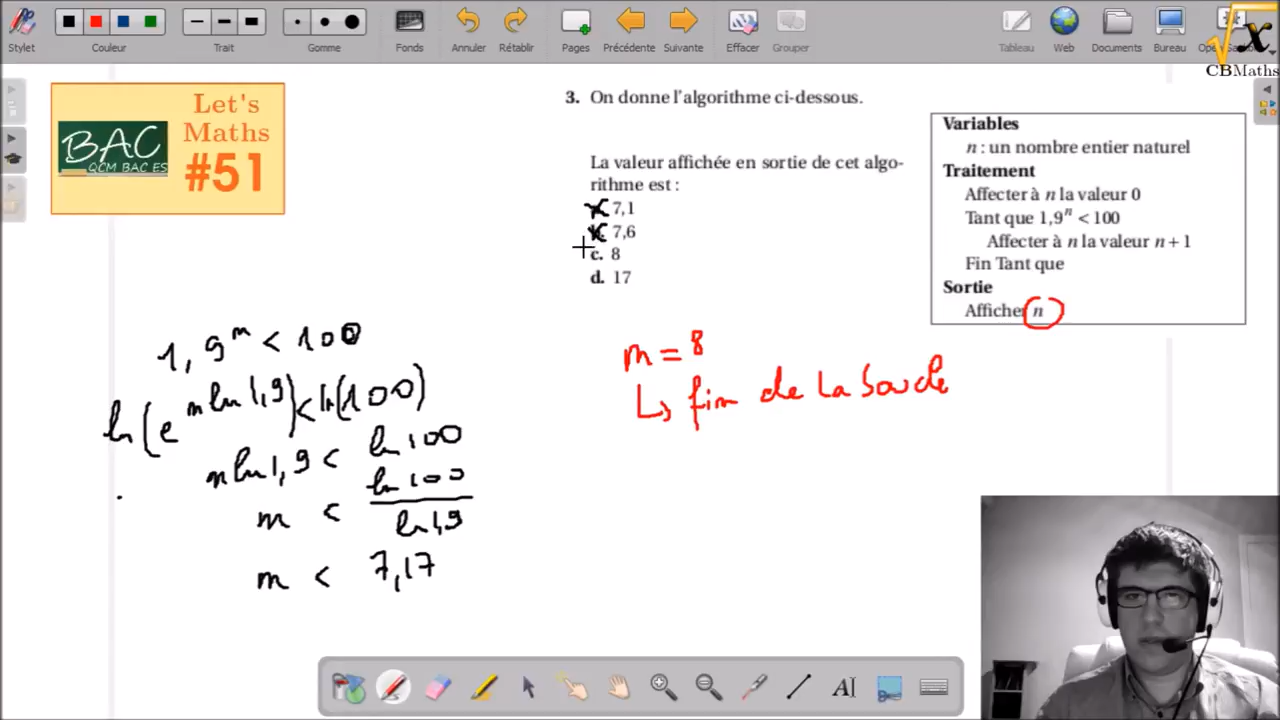 Stylet
Couleur
Trait
Gomme
Fonds
Annuler
Rétablir
Pages
Précédente
Suivante
Effacer
Grouper
Tableau
Web
Documents
Bureau
CBMaths
BAC
QCM BAC ES
Let's
Maths
#51
3. On donne l'algorithme ci-dessous.
La valeur affichée en sortie de cet algo-
rithme est :
7,1
7,6
c. 8
d. 17
Variables
n : un nombre entier naturel
Traitement
Affecter à n la valeur 0
Tant que 1,9ⁿ < 100
Affecter à n la valeur n + 1
Fin Tant que
Sortie
Afficher n
1,9ⁿ < 100
ln(e^(n ln 1,9)) < ln(100)
n ln 1,9 < ln 100
n < ln 100 / ln 1,9
n < 7,17
n = 8
↳ fin de la boucle
AI